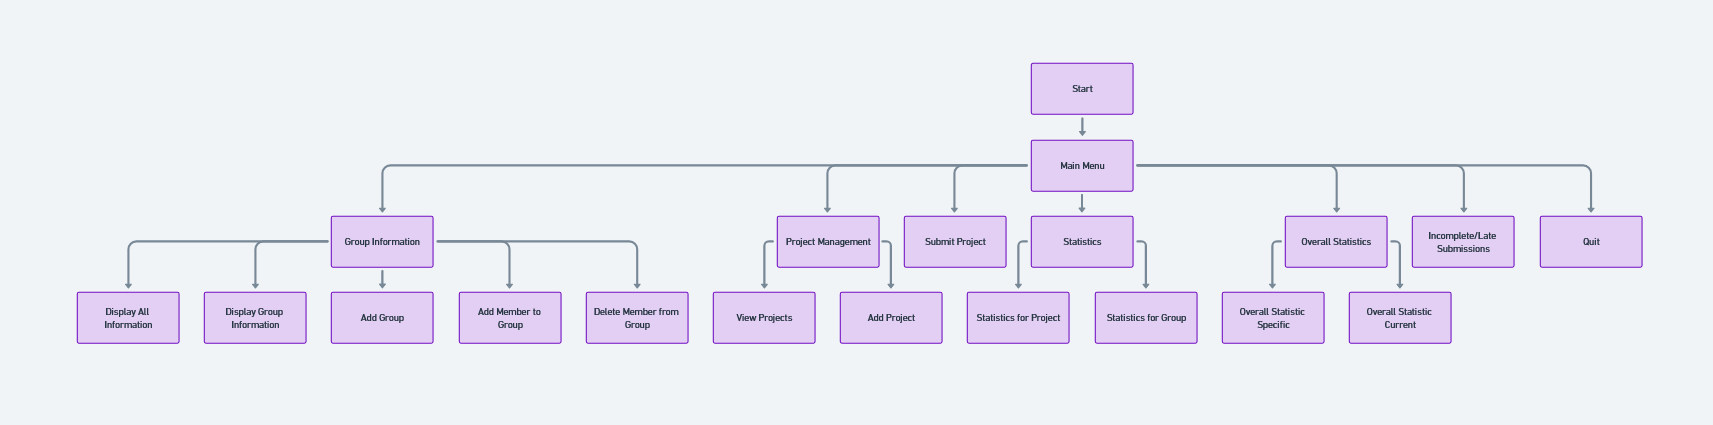 Start
Main Menu
Group Information
Project Management
Submit Project
Statistics
Overall Statistics
Incomplete/Late
Submissions
Quit
Display All
Information
Display Group
Information
Add Group
Add Member to
Group
Delete Member from
Group
View Projects
Add Project
Statistics for Project
Statistics for Group
Overall Statistic
Specific
Overall Statistic
Current